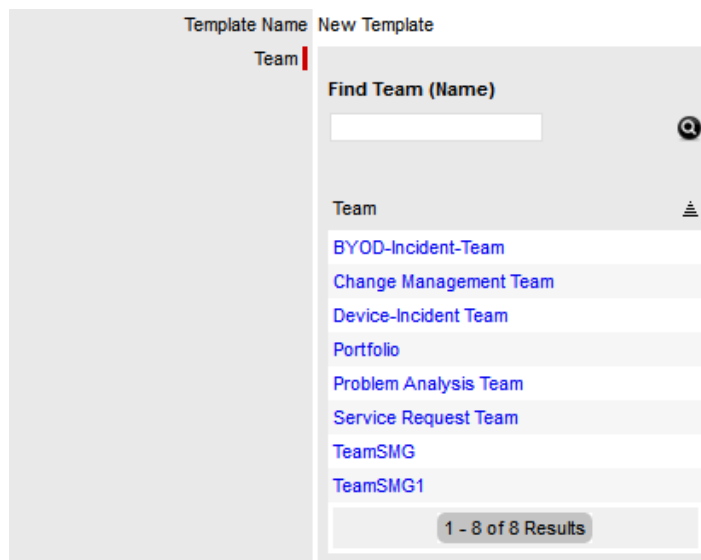 Template Name New Template
Team
Find Team (Name)
Team
BYOD-Incident-Team
Change Management Team
Device-Incident Team
Portfolio
Problem Analysis Team
Service Request Team
TeamSMG
TeamSMG1
1 - 8 of 8 Results